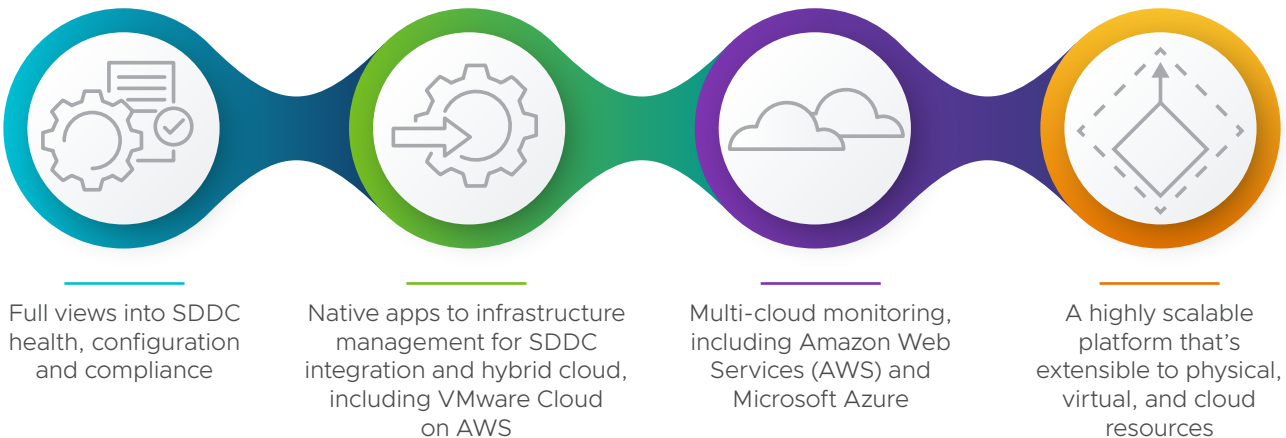 Full views into SDDC
health, configuration
and compliance
Native apps to infrastructure
management for SDDC
integration and hybrid cloud,
including VMware Cloud
on AWS
Multi-cloud monitoring,
including Amazon Web
Services (AWS) and
Microsoft Azure
A highly scalable
platform that’s
extensible to physical,
virtual, and cloud
resources